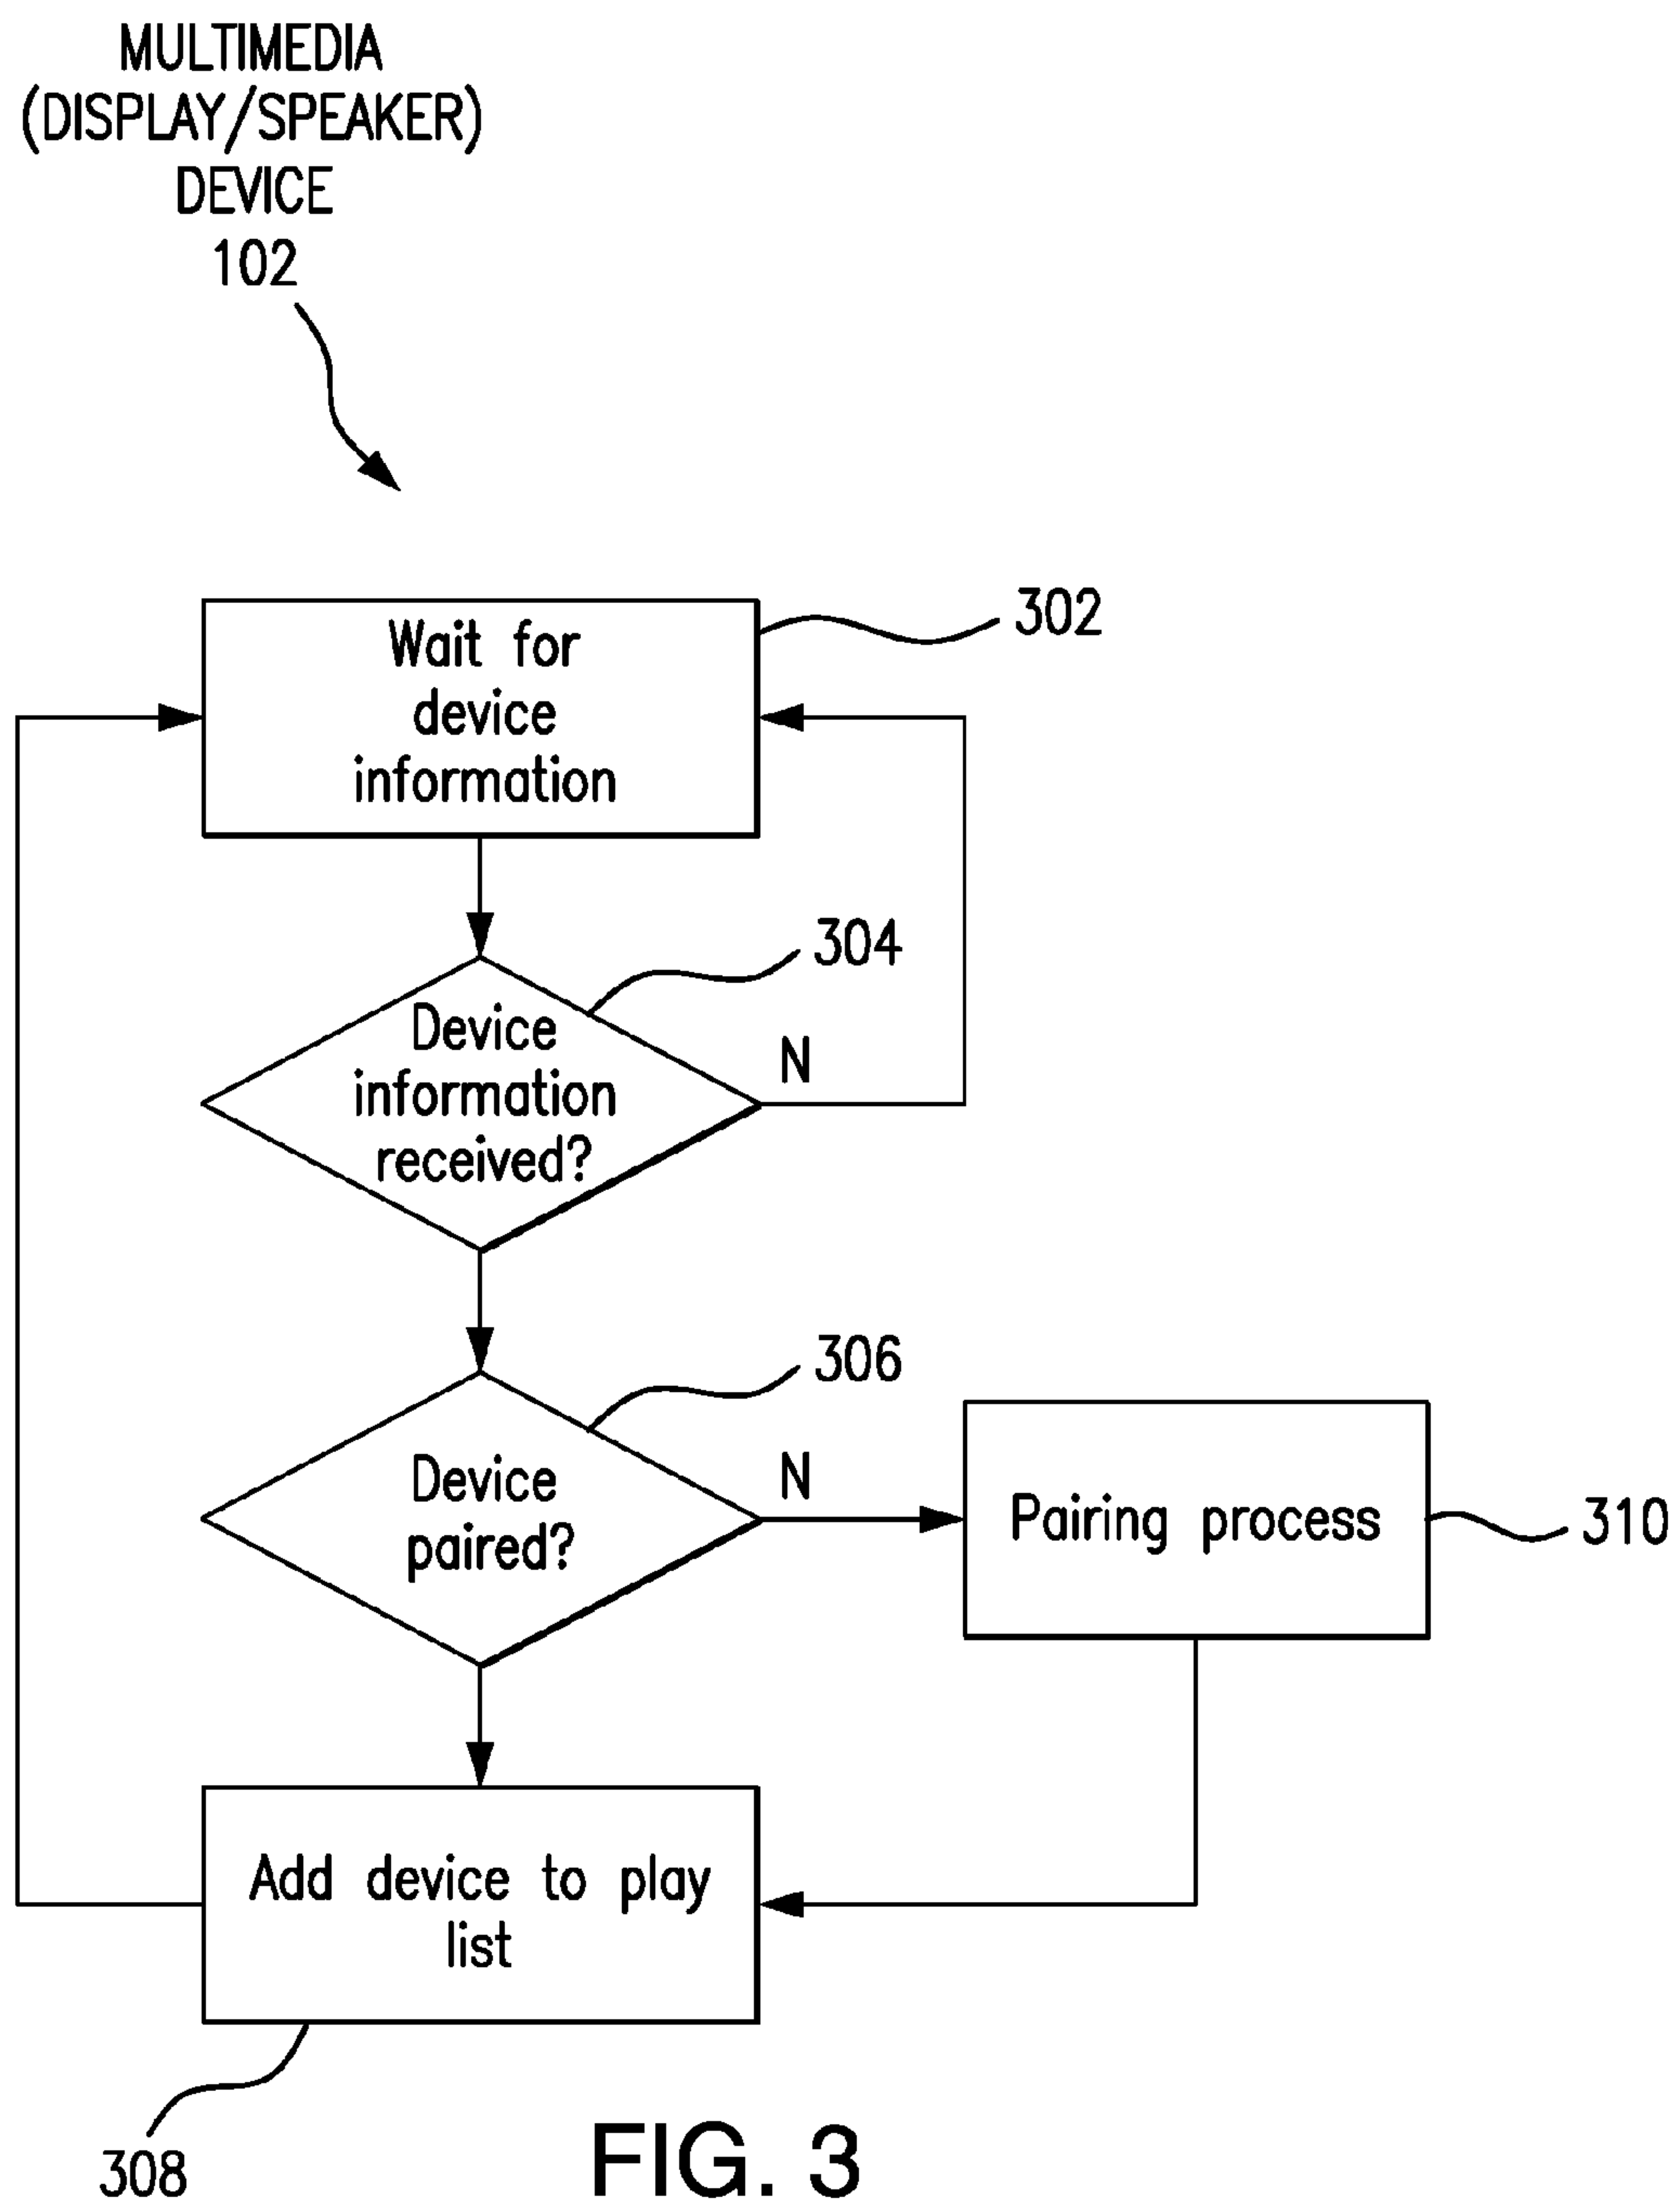 MULTIMEDIA
(DISPLAY/SPEAKER)
DEVICE
102
Wait for
device
information
302
Device
information
received?
304
N
Device
paired?
306
N
Pairing process
310
Add device to play
list
308
FIG. 3